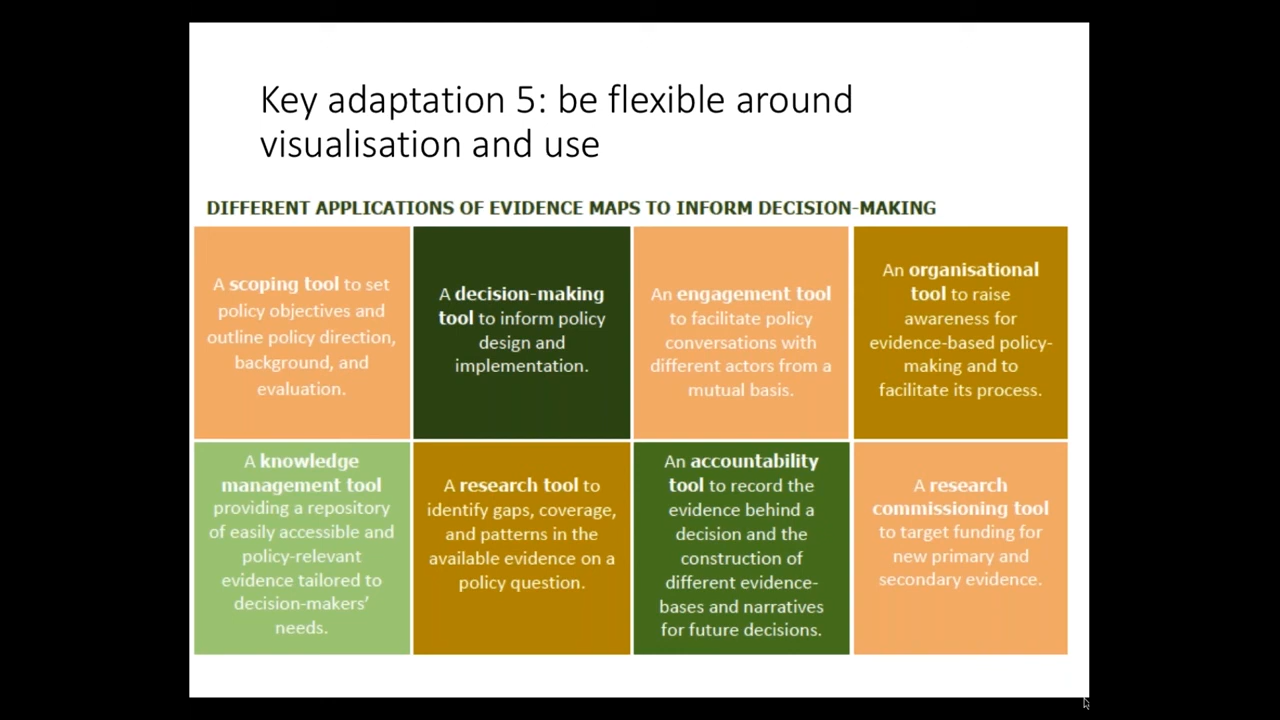 Key adaptation 5: be flexible around
visualisation and use
DIFFERENT APPLICATIONS OF EVIDENCE MAPS TO INFORM DECISION-MAKING
A scoping tool to set
policy objectives and
outline policy direction,
background, and
evaluation.
A decision-making
tool to inform policy
design and
implementation.
An engagement tool
to facilitate policy
conversations with
different actors from a
mutual basis.
An organisational
tool to raise
awareness for
evidence-based policy-
making and to
facilitate its process.
A knowledge
management tool
providing a repository
of easily accessible and
policy-relevant
evidence tailored to
decision-makers’
needs.
A research tool to
identify gaps, coverage,
and patterns in the
available evidence on a
policy question.
An accountability
tool to record the
evidence behind a
decision and the
construction of
different evidence-
bases and narratives
for future decisions.
A research
commissioning tool
to target funding for
new primary and
secondary evidence.